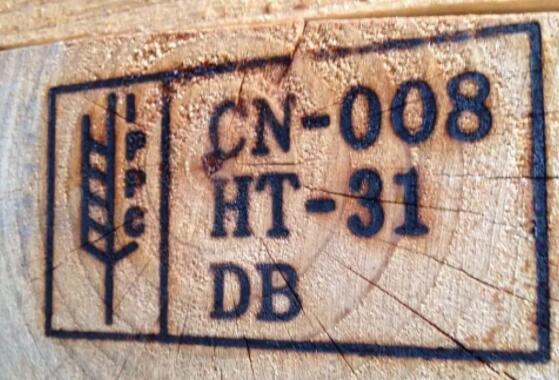 IPPC
CN-008
HT-31
DB